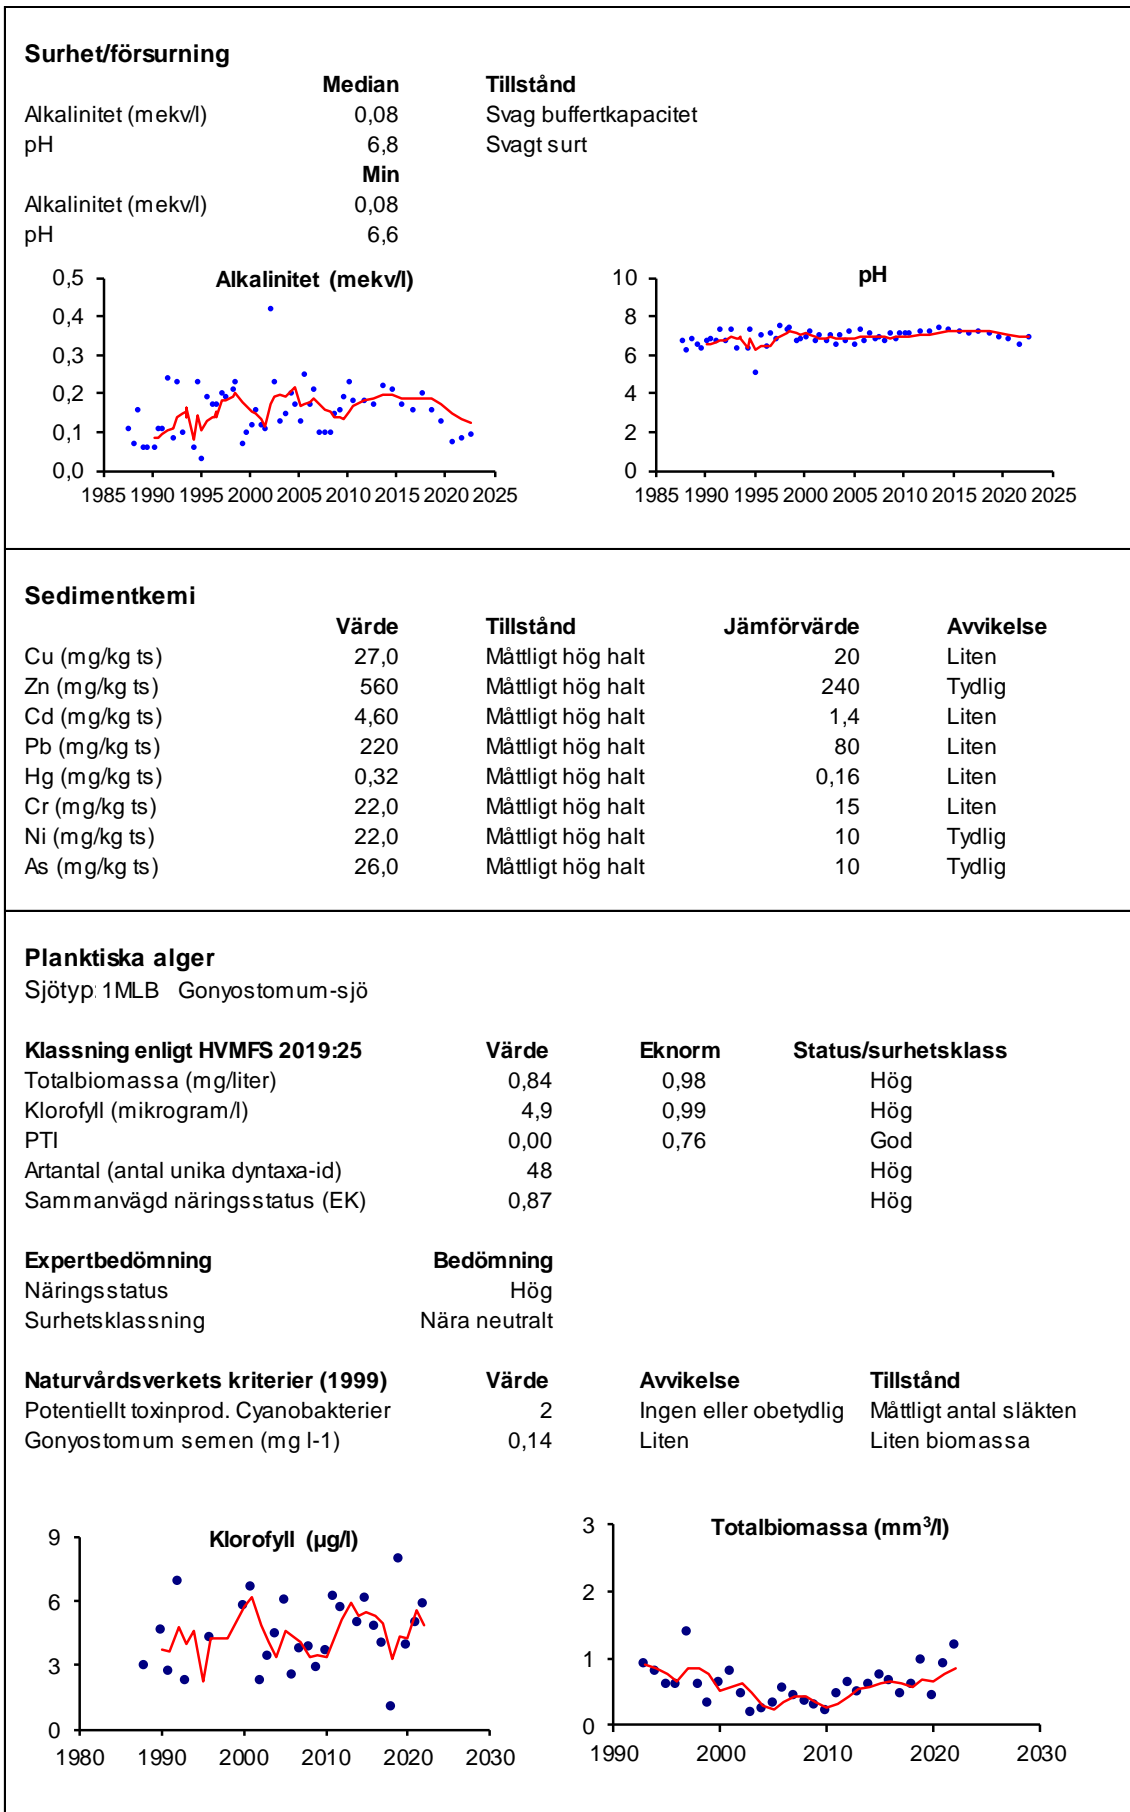 Surhet/försurning
Median Tillstånd
Alkalinitet (mekv/l) 0,08 Svag buffertkapacitet
pH 6,8 Svagt surt
Min
Alkalinitet (mekv/l) 0,08
pH 6,6
Alkalinitet (mekv/l)
0,5
0,4
0,3
0,2
0,1
0,0
1985 1990 1995 2000 2005 2010 2015 2020 2025
pH
10
8
6
4
2
0
1985 1990 1995 2000 2005 2010 2015 2020 2025
Sedimentkemi
Värde Tillstånd Jämförvärde Avvikelse
Cu (mg/kg ts) 27,0 Måttligt hög halt 20 Liten
Zn (mg/kg ts) 560 Måttligt hög halt 240 Tydlig
Cd (mg/kg ts) 4,60 Måttligt hög halt 1,4 Liten
Pb (mg/kg ts) 220 Måttligt hög halt 80 Liten
Hg (mg/kg ts) 0,32 Måttligt hög halt 0,16 Liten
Cr (mg/kg ts) 22,0 Måttligt hög halt 15 Liten
Ni (mg/kg ts) 22,0 Måttligt hög halt 10 Tydlig
As (mg/kg ts) 26,0 Måttligt hög halt 10 Tydlig
Planktiska alger
Sjötyp: 1MLB Gonyostomum-sjö
Klassning enligt HVMFS 2019:25 Värde Eknorm Status/surhetsklass
Totalbiomassa (mg/liter) 0,84 0,98 Hög
Klorofyll (mikrogram/l) 4,9 0,99 Hög
PTI 0,00 0,76 God
Artantal (antal unika dyntaxa-id) 48 Hög
Sammanvägd näringsstatus (EK) 0,87 Hög
Expertbedömning Bedömning
Näringsstatus Hög
Surhetsklassning Nära neutralt
Naturvårdsverkets kriterier (1999) Värde Avvikelse Tillstånd
Potentiellt toxinprod. Cyanobakterier 2 Ingen eller obetydlig Måttligt antal släkten
Gonyostomum semen (mg l-1) 0,14 Liten Liten biomassa
Klorofyll (µg/l)
9
6
3
0
1980 1990 2000 2010 2020 2030
Totalbiomassa (mm³/l)
3
2
1
0
1990 2000 2010 2020 2030